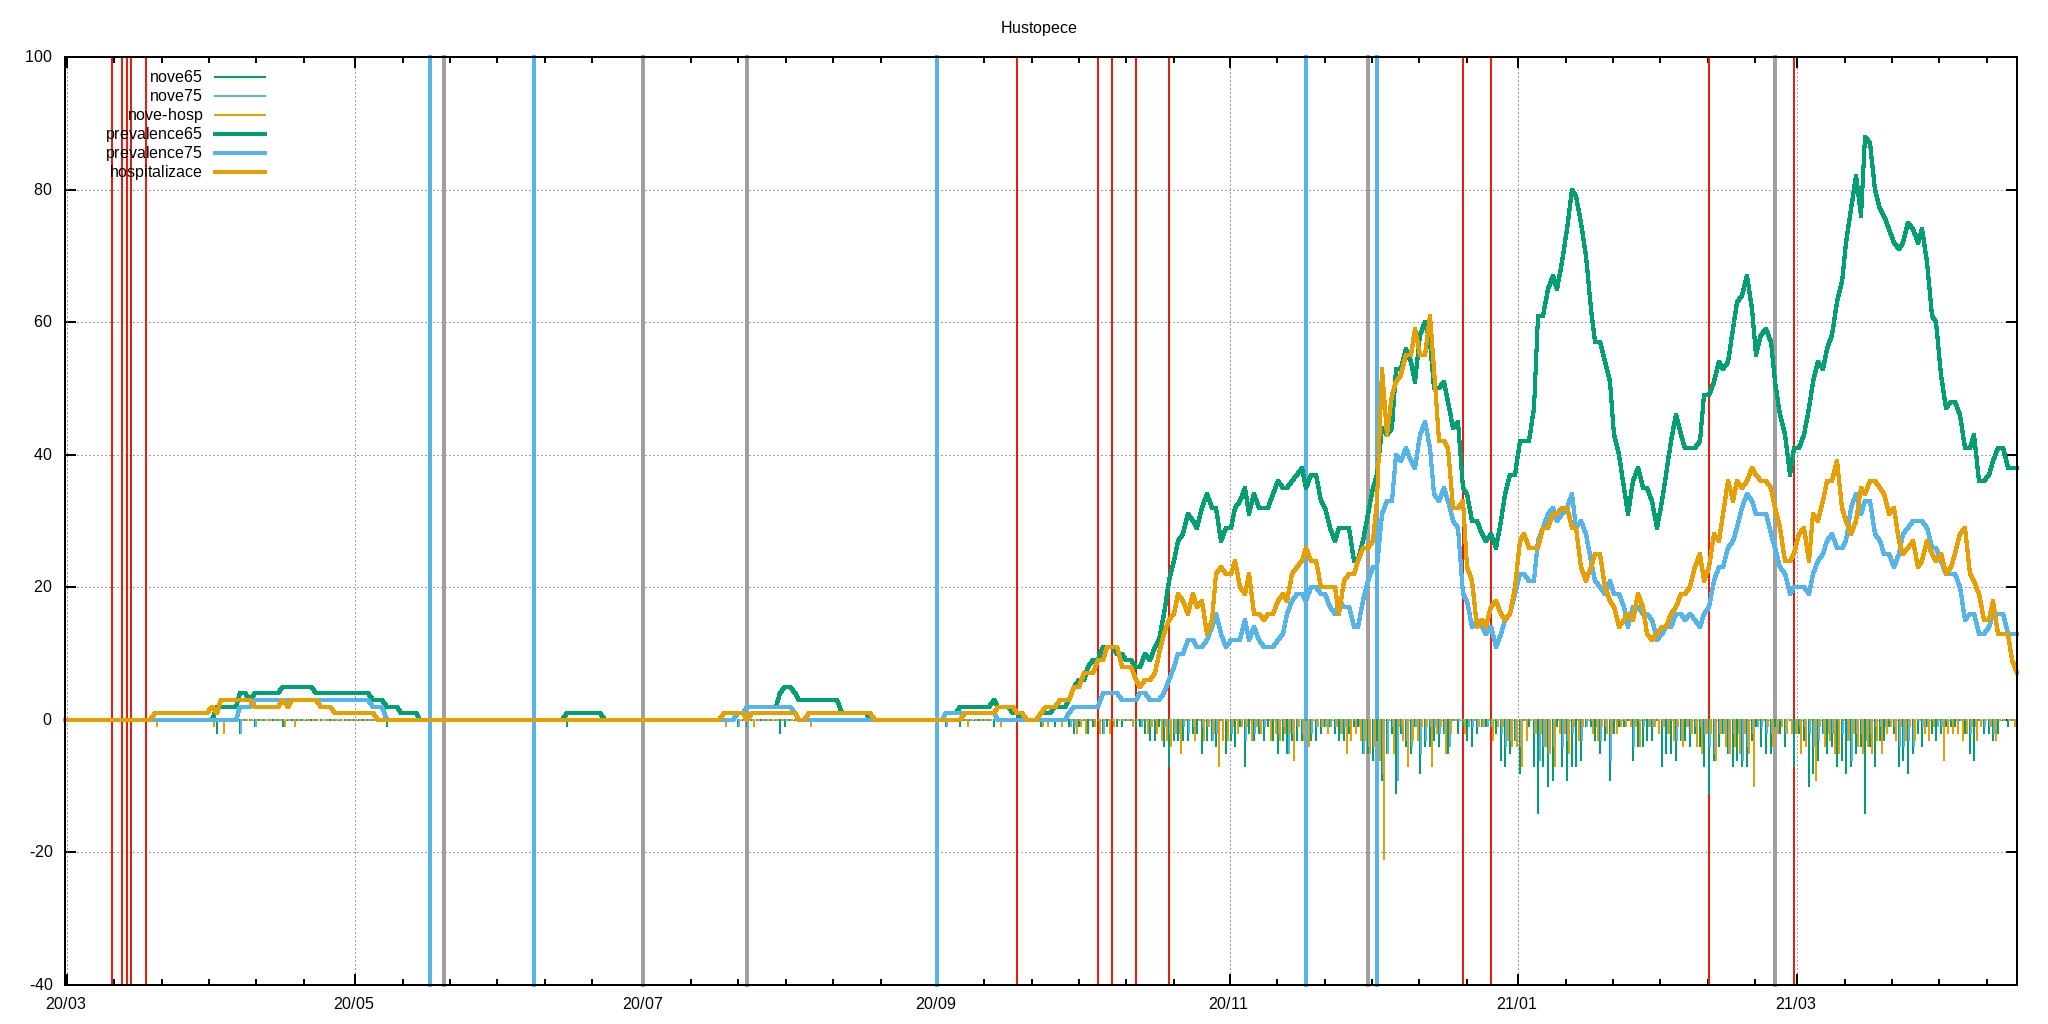 Hustopece
100
nove65
nove75
nove-hosp
prevalence65
prevalence75
hospitalizace
80
60
40
20
0
-20
-40
20/03 20/05 20/07 20/09 20/11 21/01 21/03